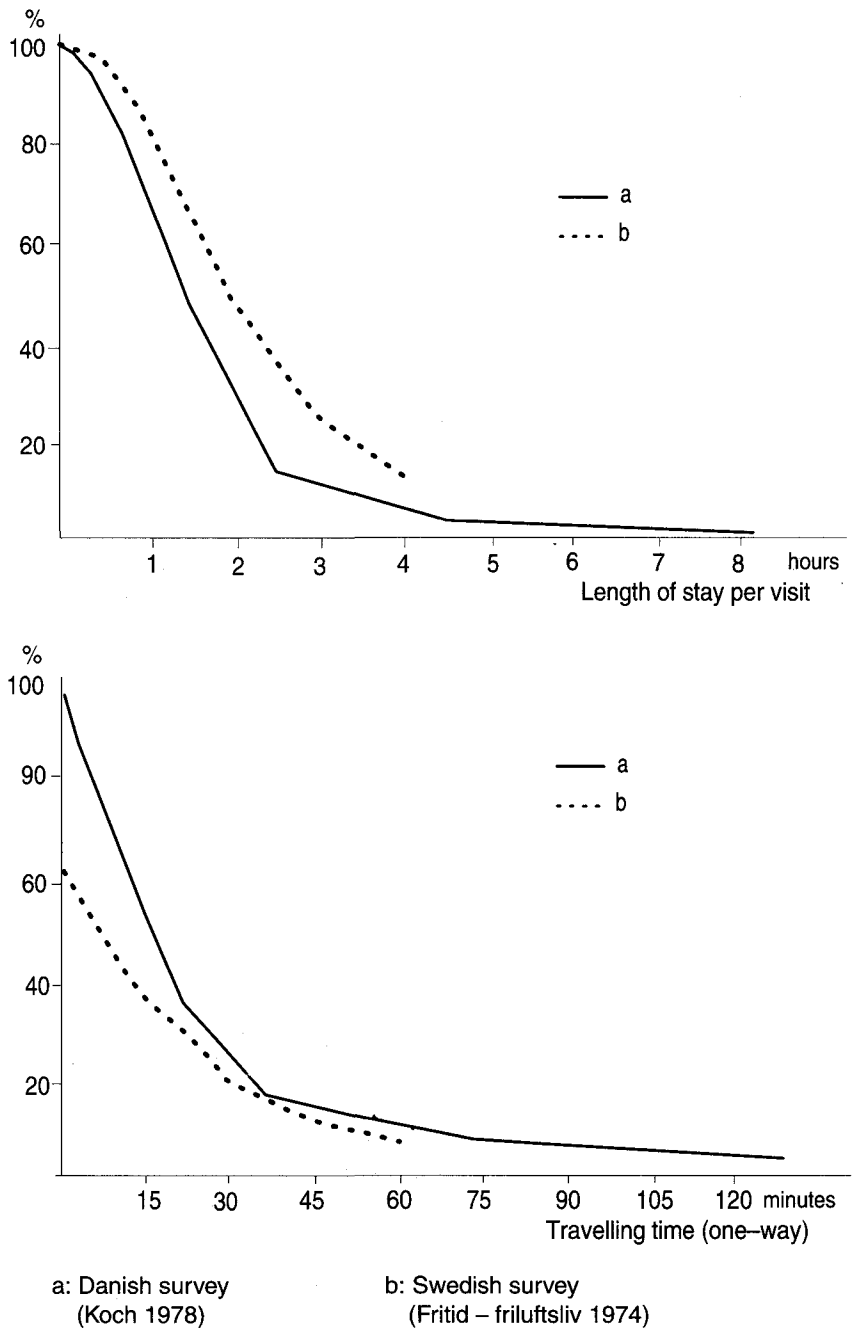 %
100
80
60
40
20
a
b
1 2 3 4 5 6 7 8 hours
Length of stay per visit
%
100
90
60
40
20
a
b
15 30 45 60 75 90 105 120 minutes
Travelling time (one–way)
a: Danish survey b: Swedish survey
(Koch 1978) (Fritid – friluftsliv 1974)